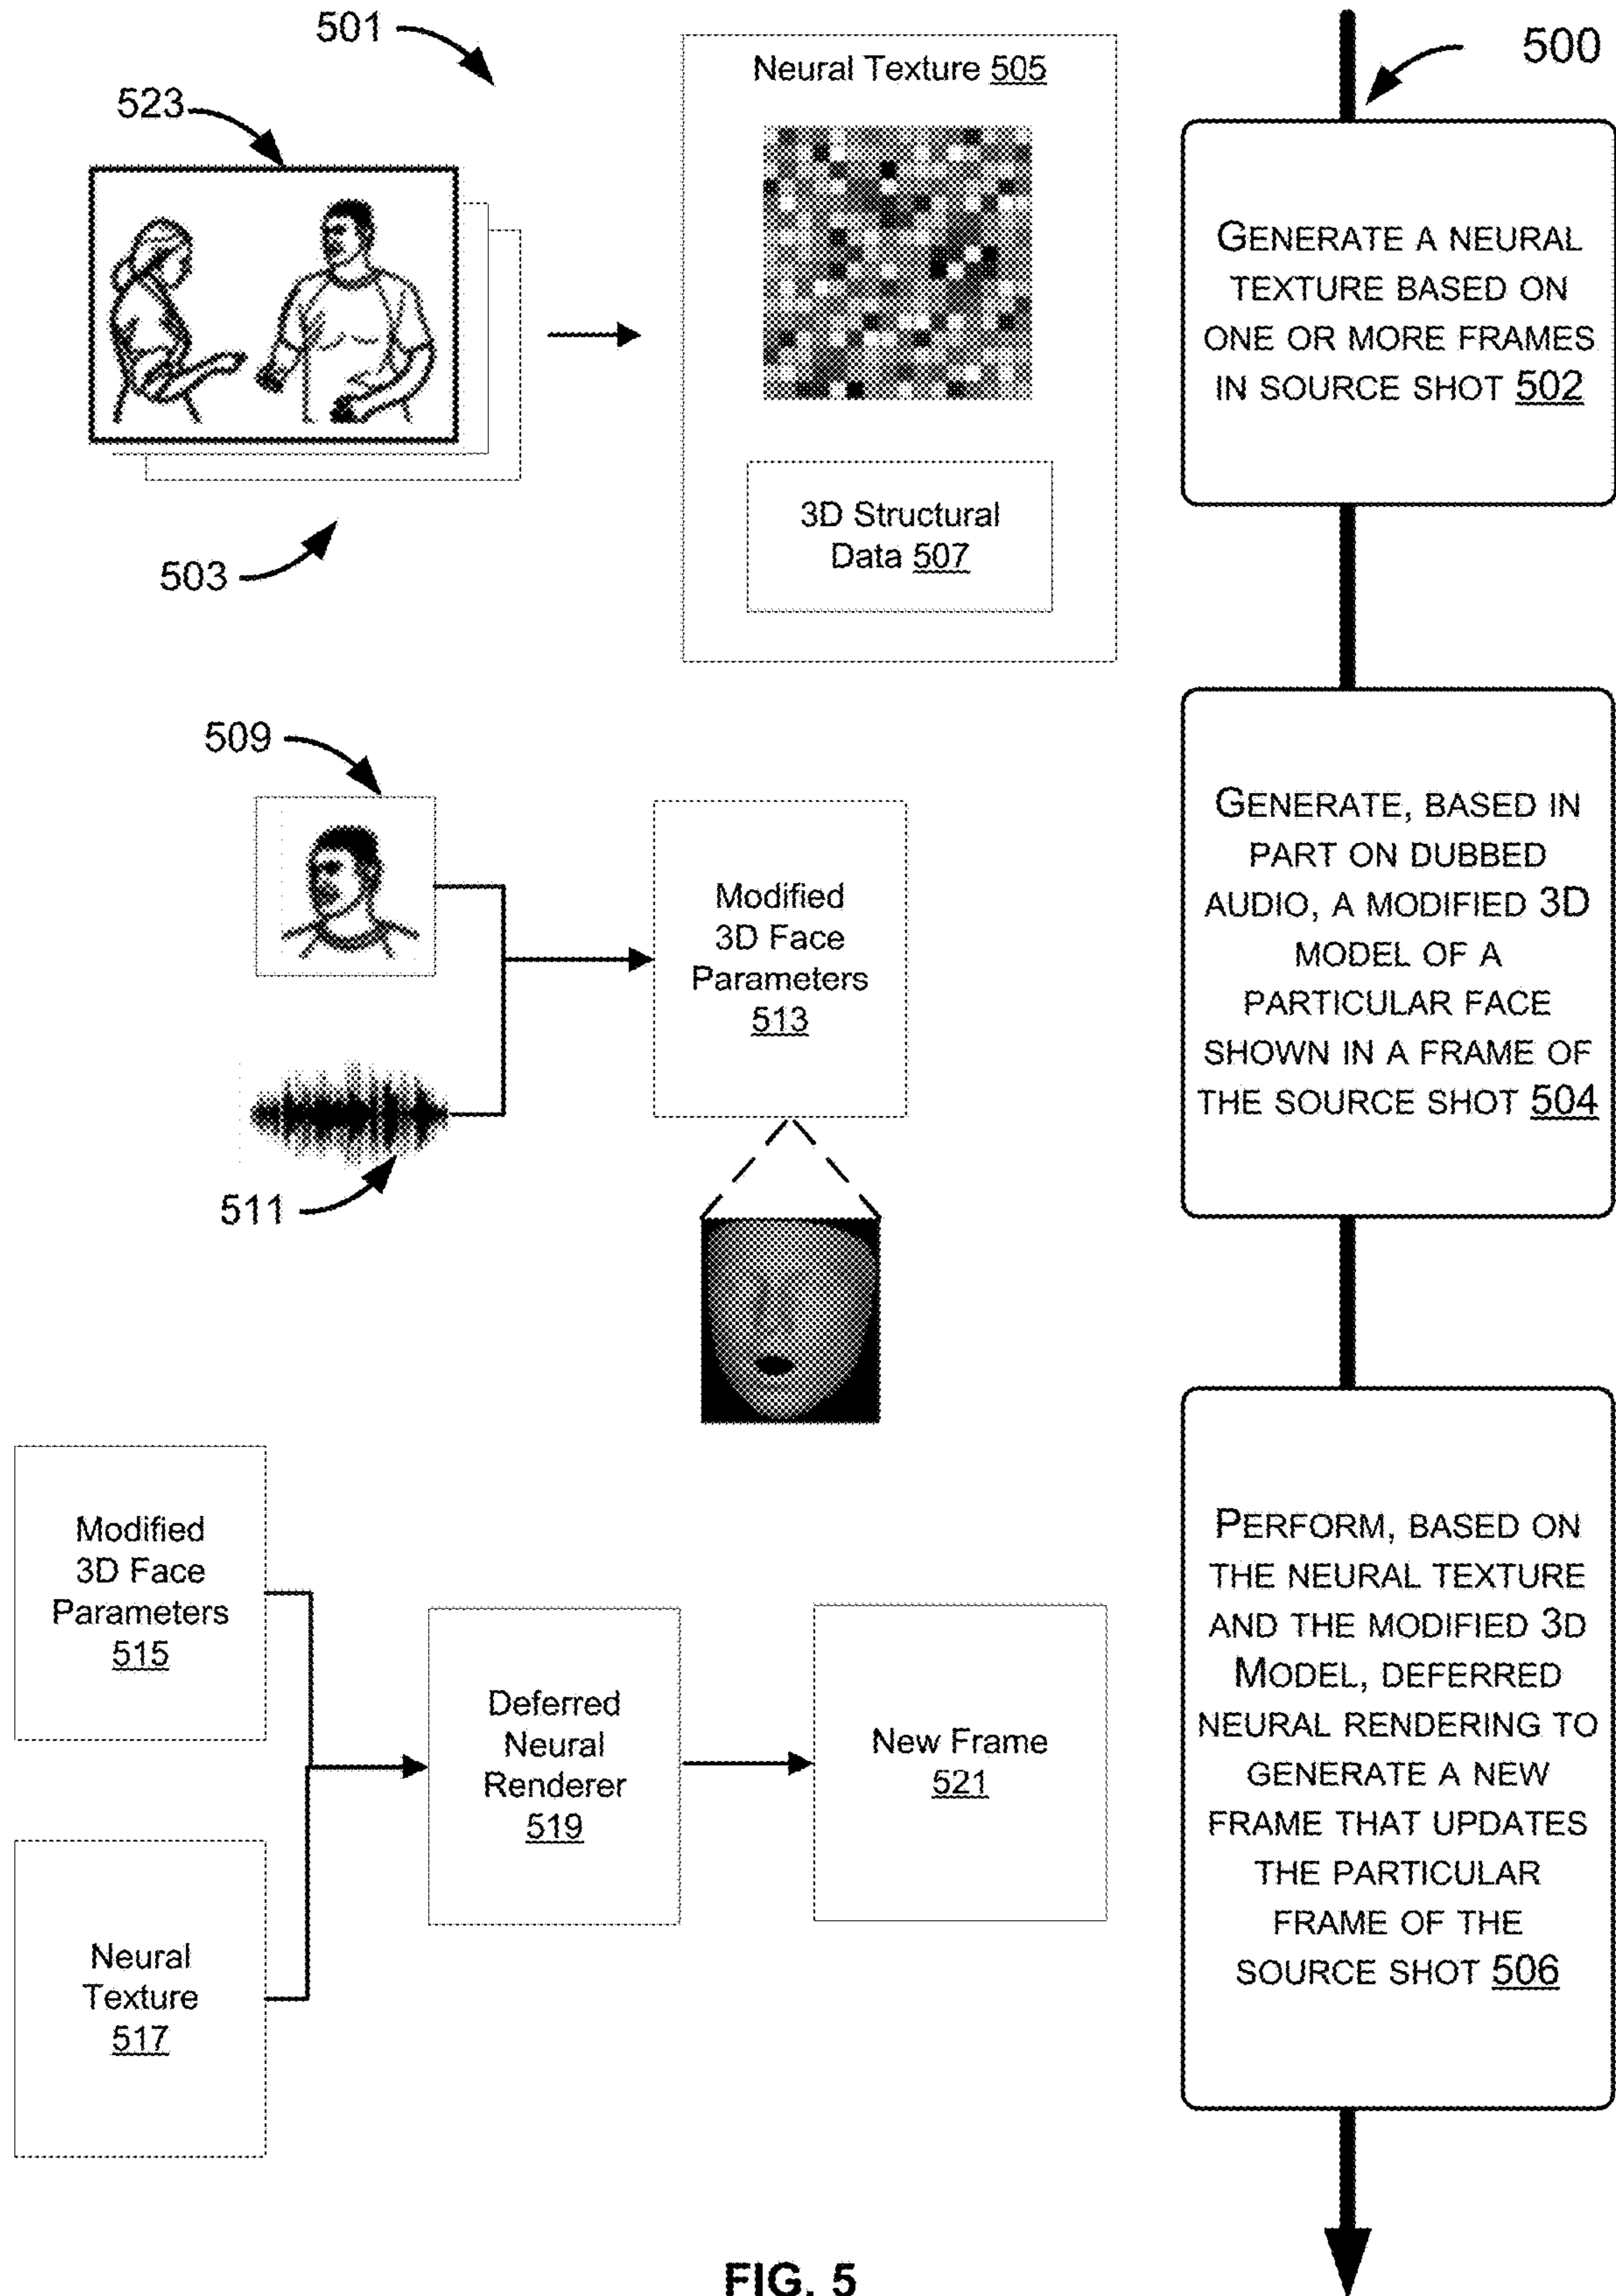 501
500
Neural Texture 505
523
3D Structural
Data 507
503
GENERATE A NEURAL
TEXTURE BASED ON
ONE OR MORE FRAMES
IN SOURCE SHOT 502
509
Modified
3D Face
Parameters
513
511
GENERATE, BASED IN
PART ON DUBBED
AUDIO, A MODIFIED 3D
MODEL OF A
PARTICULAR FACE
SHOWN IN A FRAME OF
THE SOURCE SHOT 504
Modified
3D Face
Parameters
515
Neural
Texture
517
Deferred
Neural
Renderer
519
New Frame
521
PERFORM, BASED ON
THE NEURAL TEXTURE
AND THE MODIFIED 3D
MODEL, DEFERRED
NEURAL RENDERING TO
GENERATE A NEW
FRAME THAT UPDATES
THE PARTICULAR
FRAME OF THE
SOURCE SHOT 506
FIG. 5